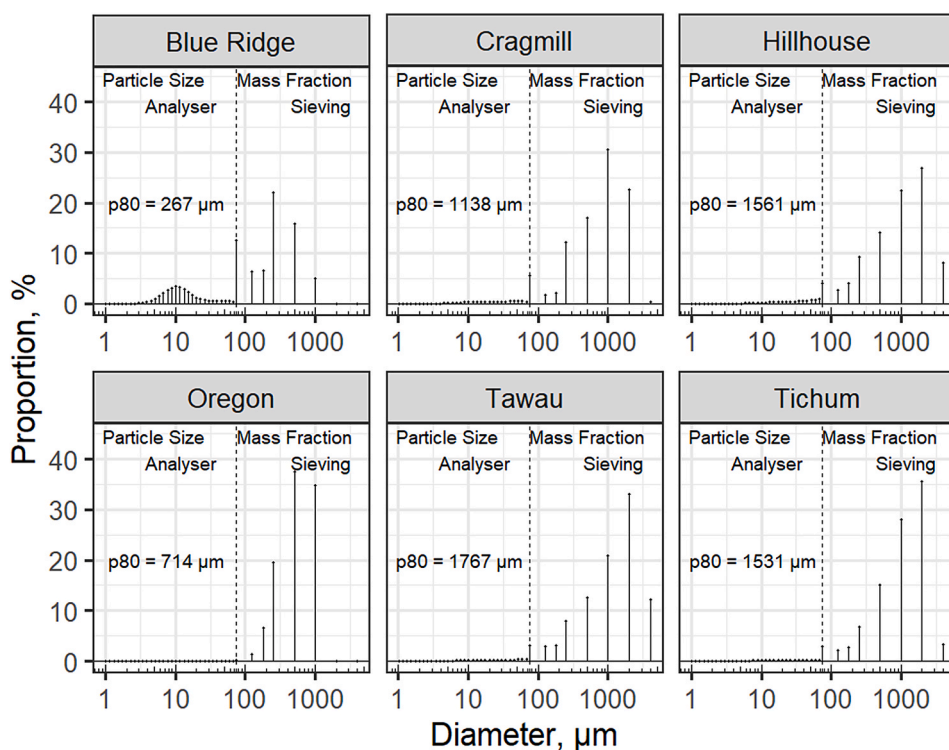 Blue Ridge
Cragmill
Hillhouse
Particle Size
Analyser
Mass Fraction
Sieving
Particle Size
Analyser
Mass Fraction
Sieving
Particle Size
Analyser
Mass Fraction
Sieving
40
30
20
10
0
p80 = 267 µm
p80 = 1138 µm
p80 = 1561 µm
1 10 100 1000
1 10 100 1000
1 10 100 1000
Proportion, %
Oregon
Tawau
Tichum
Particle Size
Analyser
Mass Fraction
Sieving
Particle Size
Analyser
Mass Fraction
Sieving
Particle Size
Analyser
Mass Fraction
Sieving
40
30
20
10
0
p80 = 714 µm
p80 = 1767 µm
p80 = 1531 µm
1 10 100 1000
1 10 100 1000
1 10 100 1000
Diameter, µm